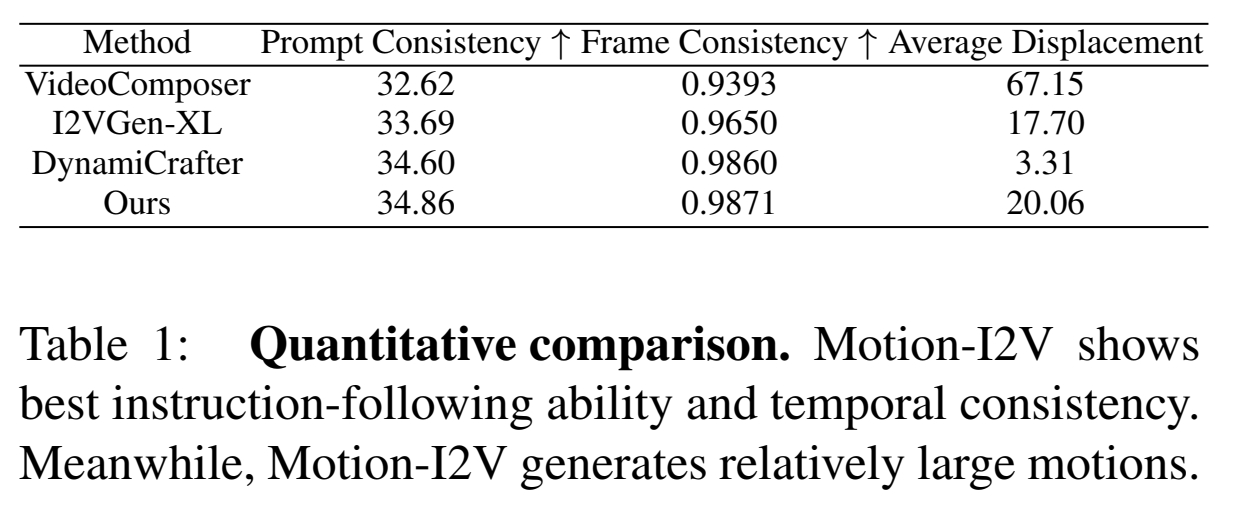 Method Prompt Consistency ↑ Frame Consistency ↑ Average Displacement
VideoComposer 32.62 0.9393 67.15
I2VGen-XL 33.69 0.9650 17.70
DynamiCrafter 34.60 0.9860 3.31
Ours 34.86 0.9871 20.06
Table 1: Quantitative comparison. Motion-I2V shows
best instruction-following ability and temporal consistency.
Meanwhile, Motion-I2V generates relatively large motions.